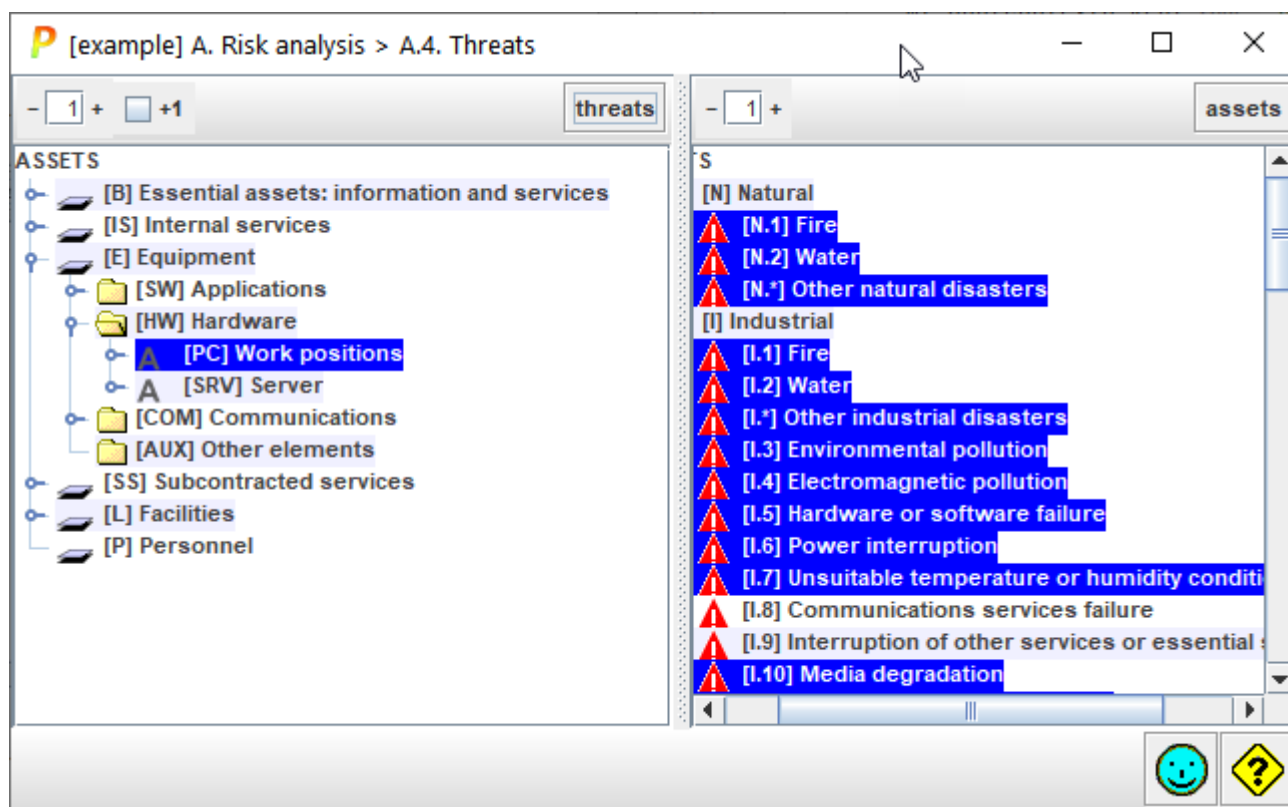 P [example] A. Risk analysis > A.4. Threats
- 1 + +1 threats
ASSETS
[B] Essential assets: information and services
[IS] Internal services
[E] Equipment
[SW] Applications
[HW] Hardware
A [PC] Work positions
A [SRV] Server
[COM] Communications
[AUX] Other elements
[SS] Subcontracted services
[L] Facilities
[P] Personnel
- 1 + assets
TS
[N] Natural
[N.1] Fire
[N.2] Water
[N.*] Other natural disasters
[I] Industrial
[I.1] Fire
[I.2] Water
[I.*] Other industrial disasters
[I.3] Environmental pollution
[I.4] Electromagnetic pollution
[I.5] Hardware or software failure
[I.6] Power interruption
[I.7] Unsuitable temperature or humidity conditi
[I.8] Communications services failure
[I.9] Interruption of other services or essential s
[I.10] Media degradation
?